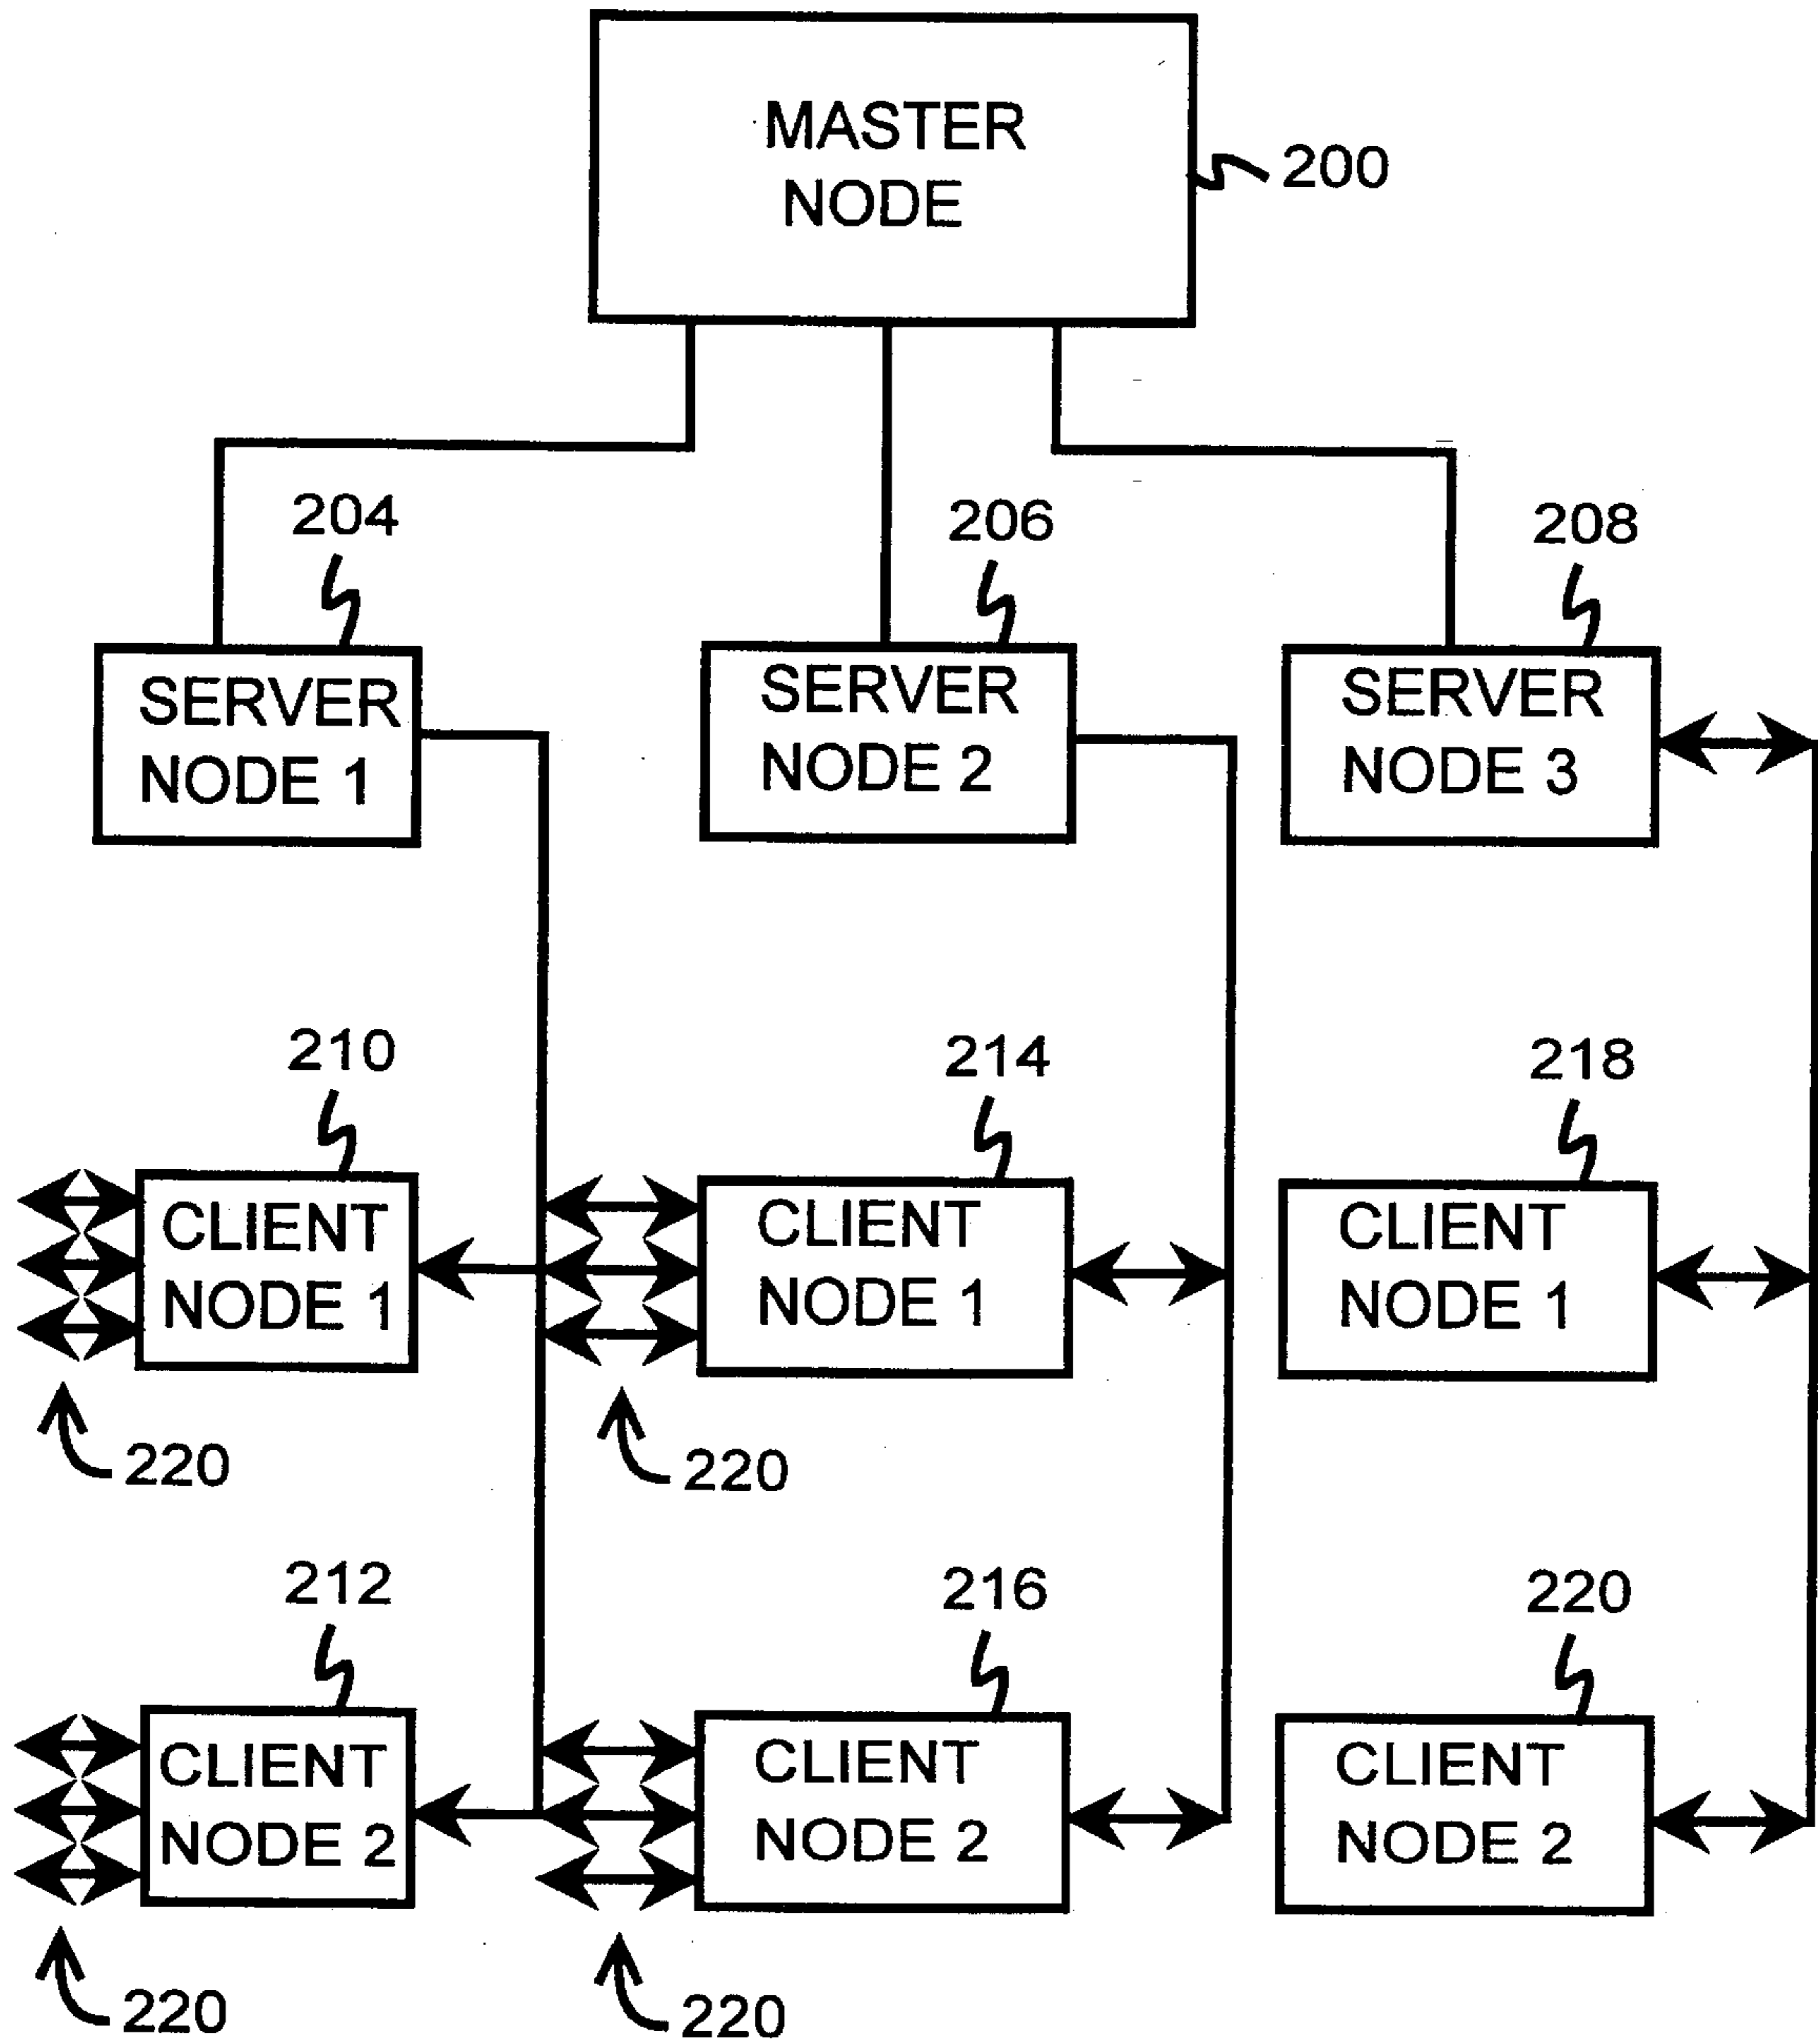 MASTER
NODE
200
204
206
208
SERVER
NODE 1
SERVER
NODE 2
SERVER
NODE 3
210
214
218
CLIENT
NODE 1
CLIENT
NODE 1
CLIENT
NODE 1
220
220
212
216
220
CLIENT
NODE 2
CLIENT
NODE 2
CLIENT
NODE 2
220
220